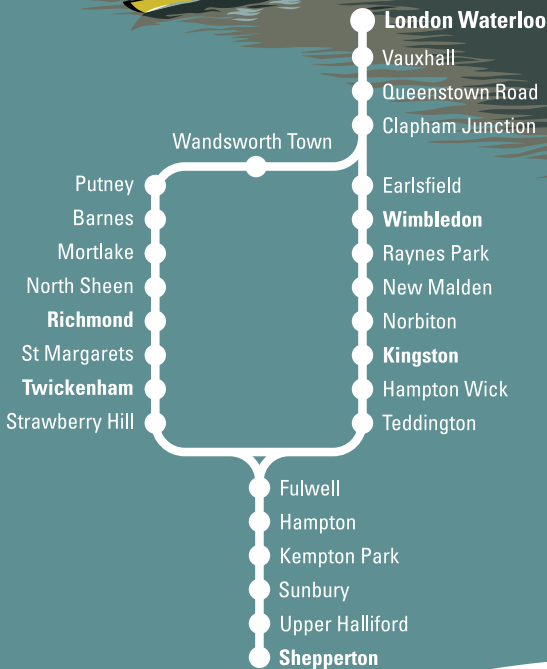 London Waterloo
Vauxhall
Queenstown Road
Clapham Junction
Wandsworth Town
Putney
Barnes
Mortlake
North Sheen
Richmond
St Margarets
Twickenham
Strawberry Hill
Earlsfield
Wimbledon
Raynes Park
New Malden
Norbiton
Kingston
Hampton Wick
Teddington
Fulwell
Hampton
Kempton Park
Sunbury
Upper Halliford
Shepperton